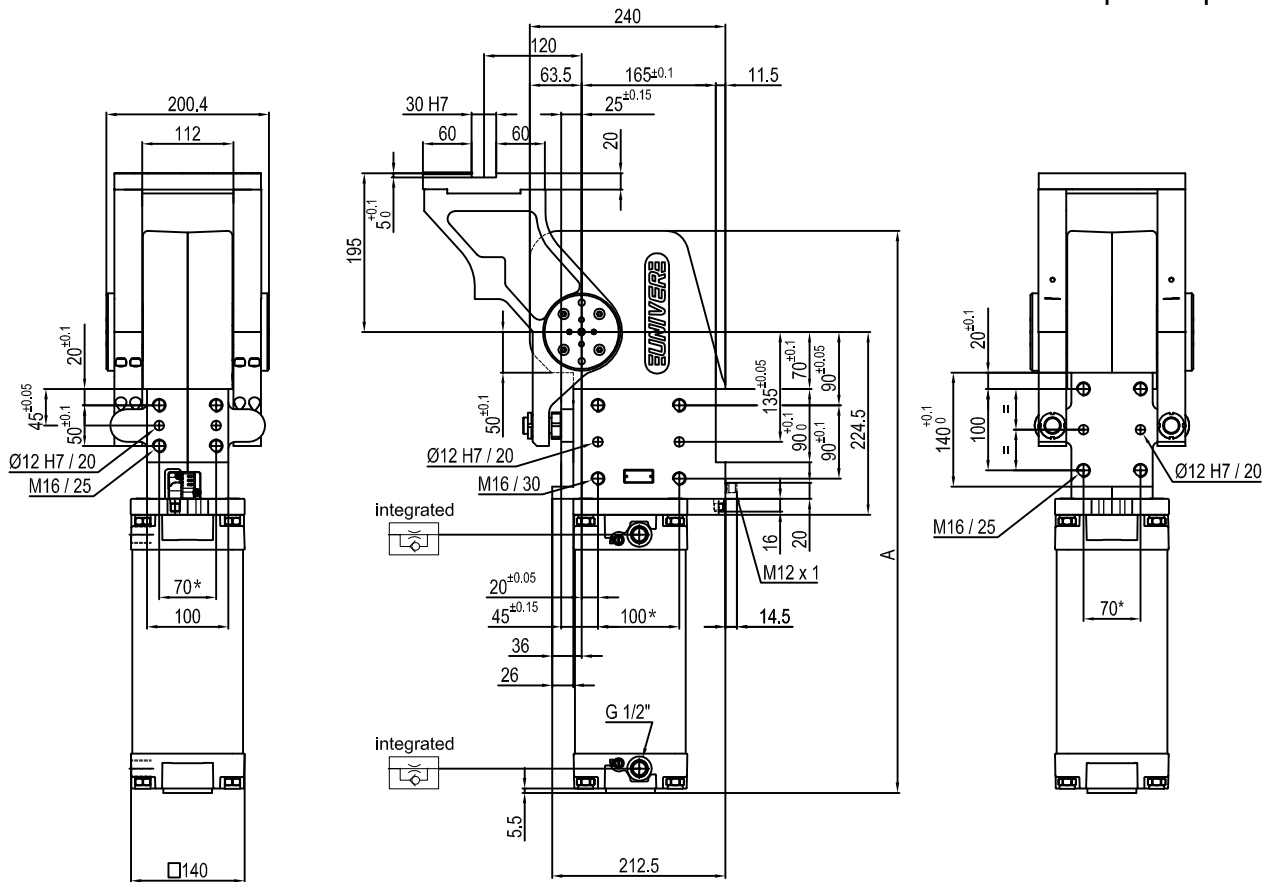 240
120
63.5
165±0.1
11.5
30 H7
25±0.15
60
60
20
5 +0.1 0
195
UNIVER
50±0.1
135±0.05
70±0.1
90±0.05
90 +0.1 0
90±0.1
224.5
Ø12 H7 / 20
M16 / 30
integrated
16
20
M12 x 1
A
20±0.05
45±0.15
100*
14.5
36
26
G 1/2"
integrated
5.5
212.5
200.4
112
20±0.1
45±0.05
50±0.1
Ø12 H7 / 20
M16 / 25
70*
100
□140
20±0.1
140 +0.1 0
100
=
=
Ø12 H7 / 20
M16 / 25
70*